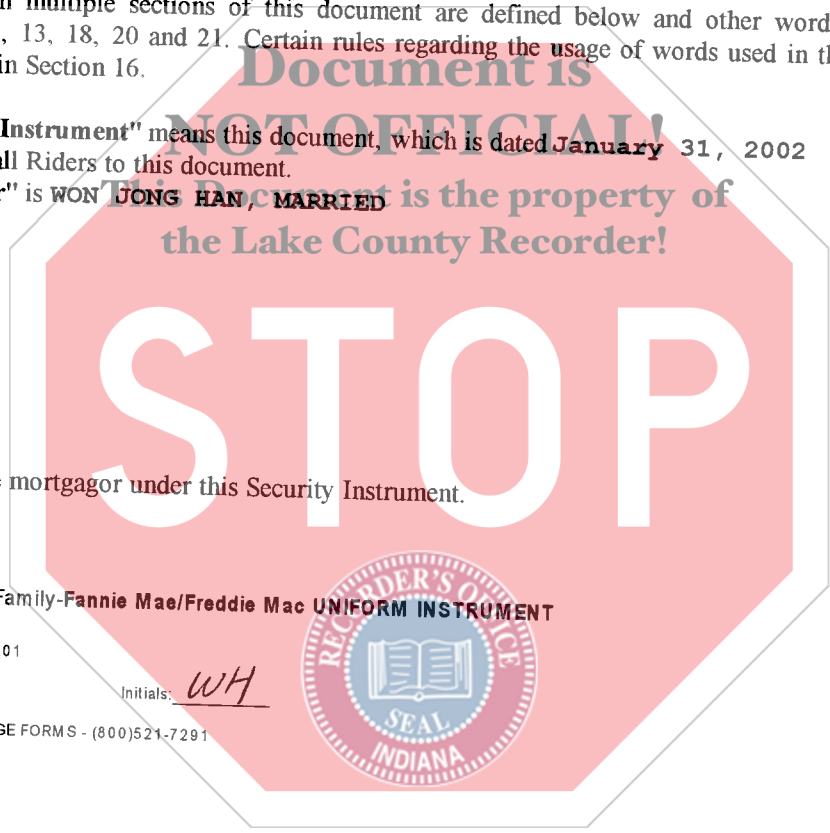 multiple sections of this document are defined below and other word
, 13, 18, 20 and 21. Certain rules regarding the usage of words used in th
in Section 16.
Document is
NOT OFFICIAL!
Instrument" means this document, which is dated January 31, 2002
all Riders to this document.
r" is WON JONG HAN, MARRIED
This Document is the property of
the Lake County Recorder!
STOP
mortgagor under this Security Instrument.
Family-Fannie Mae/Freddie Mac UNIFORM INSTRUMENT
01
Initials: WH
GE FORMS - (800)521-7291
RECORDER'S OFFICE
SEAL
INDIANA